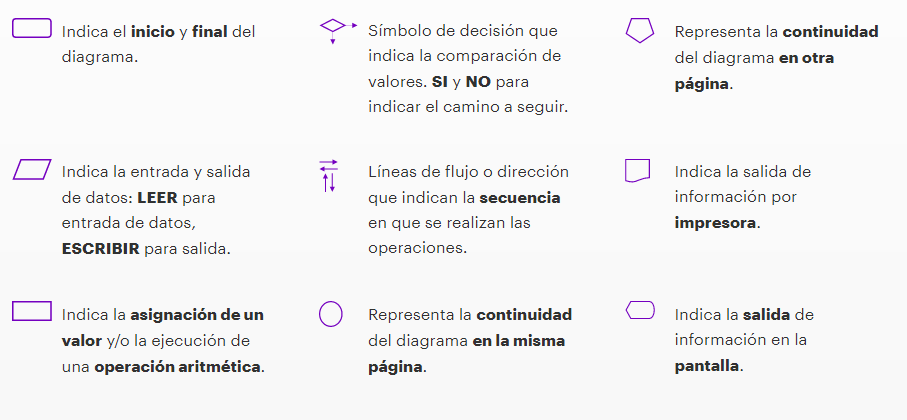 Indica el inicio y final del
diagrama.
Símbolo de decisión que
indica la comparación de
valores. SI y NO para
indicar el camino a seguir.
Representa la continuidad
del diagrama en otra
página.
Indica la entrada y salida
de datos: LEER para
entrada de datos,
ESCRIBIR para salida.
Líneas de flujo o dirección
que indican la secuencia
en que se realizan las
operaciones.
Indica la salida de
información por
impresora.
Indica la asignación de un
valor y/o la ejecución de
una operación aritmética.
Representa la continuidad
del diagrama en la misma
página.
Indica la salida de
información en la
pantalla.